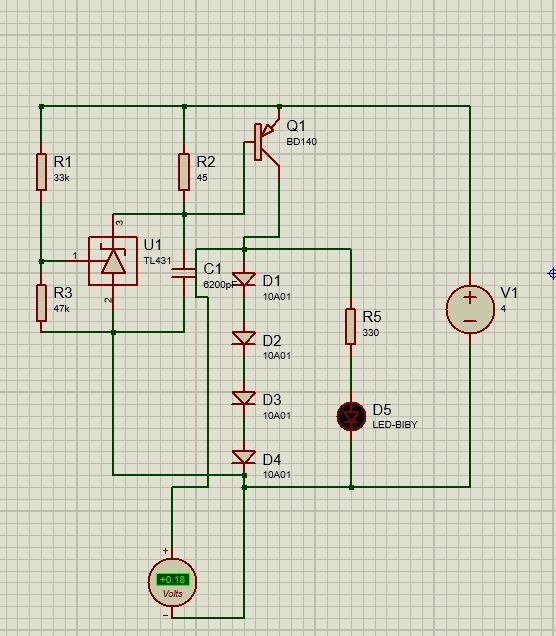 Q1
BD140
R1
33k
R2
45
3
1
U1
TL431
2
C1
6200pF
R3
47k
D1
10A01
D2
10A01
D3
10A01
D4
10A01
R5
330
D5
LED-BIBY
V1
4
+
+0.18
Volts